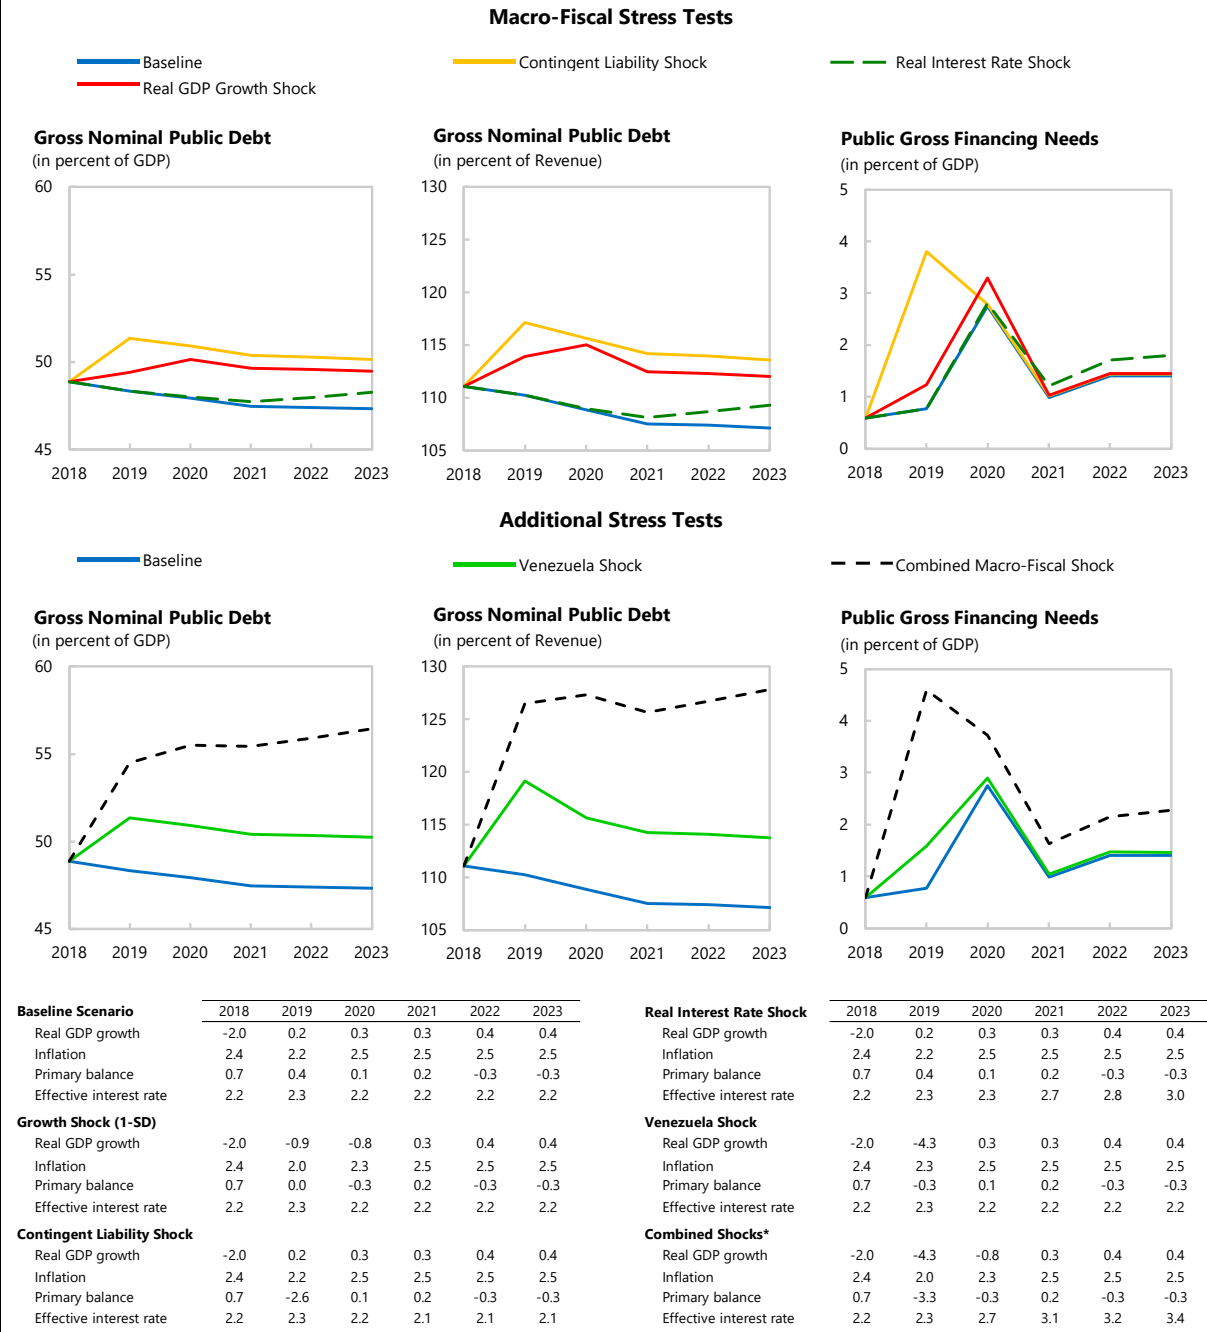 Macro-Fiscal Stress Tests
Baseline
Contingent Liability Shock
Real Interest Rate Shock
Real GDP Growth Shock
Gross Nominal Public Debt
(in percent of GDP)
60
55
50
45
2018 2019 2020 2021 2022 2023
Gross Nominal Public Debt
(in percent of Revenue)
130
125
120
115
110
105
2018 2019 2020 2021 2022 2023
Public Gross Financing Needs
(in percent of GDP)
5
4
3
2
1
0
2018 2019 2020 2021 2022 2023
Additional Stress Tests
Baseline
Venezuela Shock
Combined Macro-Fiscal Shock
Gross Nominal Public Debt
(in percent of GDP)
60
55
50
45
2018 2019 2020 2021 2022 2023
Gross Nominal Public Debt
(in percent of Revenue)
130
125
120
115
110
105
2018 2019 2020 2021 2022 2023
Public Gross Financing Needs
(in percent of GDP)
5
4
3
2
1
0
2018 2019 2020 2021 2022 2023
Baseline Scenario 2018 2019 2020 2021 2022 2023
Real GDP growth -2.0 0.2 0.3 0.3 0.4 0.4
Inflation 2.4 2.2 2.5 2.5 2.5 2.5
Primary balance 0.7 0.4 0.1 0.2 -0.3 -0.3
Effective interest rate 2.2 2.3 2.2 2.2 2.2 2.2
Growth Shock (1-SD)
Real GDP growth -2.0 -0.9 -0.8 0.3 0.4 0.4
Inflation 2.4 2.0 2.3 2.5 2.5 2.5
Primary balance 0.7 0.0 -0.3 0.2 -0.3 -0.3
Effective interest rate 2.2 2.3 2.2 2.2 2.2 2.2
Contingent Liability Shock
Real GDP growth -2.0 0.2 0.3 0.3 0.4 0.4
Inflation 2.4 2.2 2.5 2.5 2.5 2.5
Primary balance 0.7 -2.6 0.1 0.2 -0.3 -0.3
Effective interest rate 2.2 2.3 2.2 2.1 2.1 2.1
Real Interest Rate Shock 2018 2019 2020 2021 2022 2023
Real GDP growth -2.0 0.2 0.3 0.3 0.4 0.4
Inflation 2.4 2.2 2.5 2.5 2.5 2.5
Primary balance 0.7 0.4 0.1 0.2 -0.3 -0.3
Effective interest rate 2.2 2.3 2.3 2.7 2.8 3.0
Venezuela Shock
Real GDP growth -2.0 -4.3 0.3 0.3 0.4 0.4
Inflation 2.4 2.3 2.5 2.5 2.5 2.5
Primary balance 0.7 -0.3 0.1 0.2 -0.3 -0.3
Effective interest rate 2.2 2.3 2.2 2.2 2.2 2.2
Combined Shocks*
Real GDP growth -2.0 -4.3 -0.8 0.3 0.4 0.4
Inflation 2.4 2.0 2.3 2.5 2.5 2.5
Primary balance 0.7 -3.3 -0.3 0.2 -0.3 -0.3
Effective interest rate 2.2 2.3 2.7 3.1 3.2 3.4